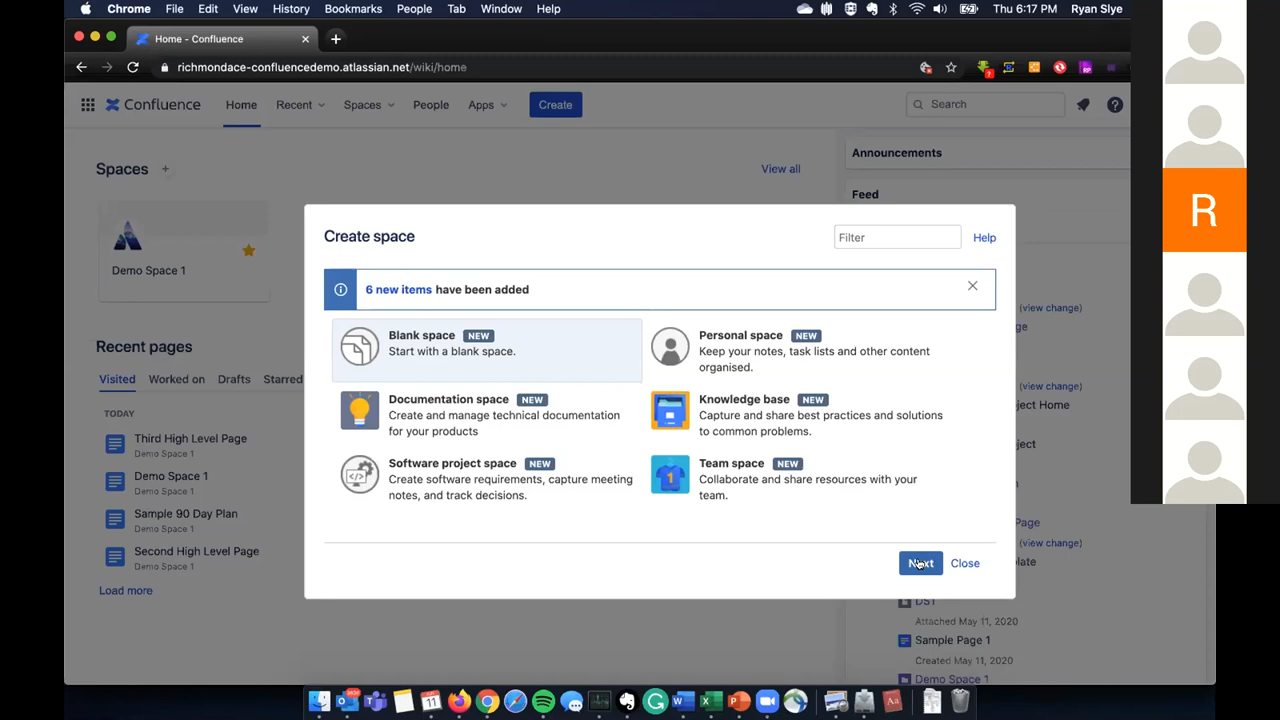 Chrome File Edit View History Bookmarks People Tab Window Help Thu 6:17 PM Ryan Slye
Home - Confluence
richmondace-confluencedemo.atlassian.net/wiki/home
Confluence Home Recent Spaces People Apps Create Search
Spaces View all
Announcements
Feed
Demo Space 1
Create space Filter Help
6 new items have been added
Blank space NEW
Start with a blank space.
Personal space NEW
Keep your notes, task lists and other content
organised.
Documentation space NEW
Create and manage technical documentation
for your products
Knowledge base NEW
Capture and share best practices and solutions
to common problems.
Software project space NEW
Create software requirements, capture meeting
notes, and track decisions.
Team space NEW
Collaborate and share resources with your
team.
Next Close
Recent pages
Visited Worked on Drafts Starred
TODAY
Third High Level Page
Demo Space 1
Demo Space 1
Demo Space 1
Sample 90 Day Plan
Demo Space 1
Second High Level Page
Demo Space 1
Load more
(view change)
(view change)
ject Home
ject
Page
(view change)
plate
DS1
Attached May 11, 2020
Sample Page 1
Created May 11, 2020
Demo Space 1
R